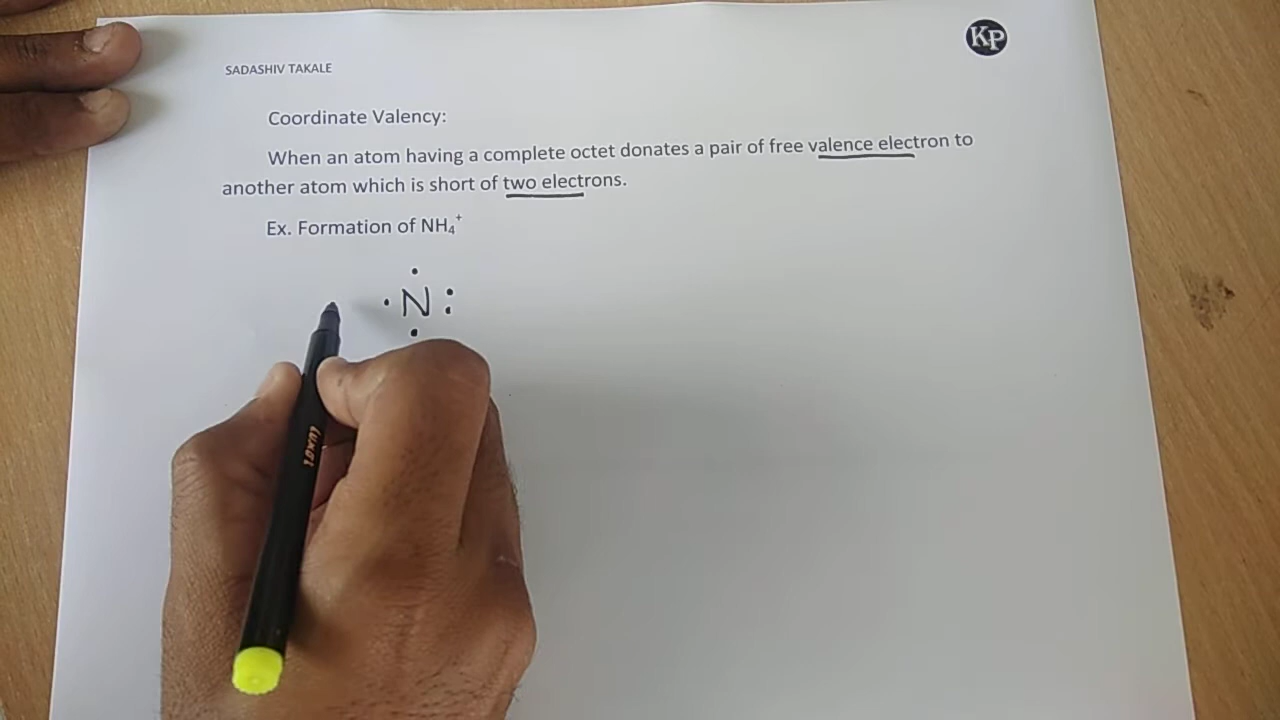 KP
SADASHIV TAKALE
Coordinate Valency:
When an atom having a complete octet donates a pair of free valence electron to
another atom which is short of two electrons.
Ex. Formation of NH₄⁺
· N :
LUXOR